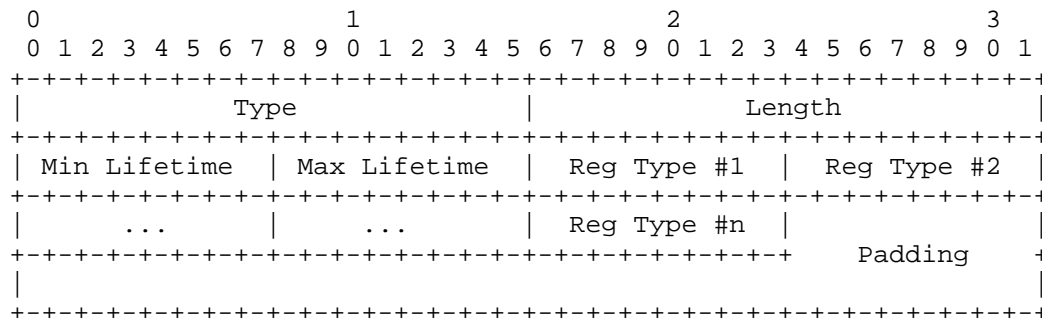 0                   1                   2                   3
 0 1 2 3 4 5 6 7 8 9 0 1 2 3 4 5 6 7 8 9 0 1 2 3 4 5 6 7 8 9 0 1
+-+-+-+-+-+-+-+-+-+-+-+-+-+-+-+-+-+-+-+-+-+-+-+-+-+-+-+-+-+-+-+-+
|             Type              |             Length            |
+-+-+-+-+-+-+-+-+-+-+-+-+-+-+-+-+-+-+-+-+-+-+-+-+-+-+-+-+-+-+-+-+
| Min Lifetime  | Max Lifetime  |  Reg Type #1  |  Reg Type #2  |
+-+-+-+-+-+-+-+-+-+-+-+-+-+-+-+-+-+-+-+-+-+-+-+-+-+-+-+-+-+-+-+-+
|      ...      |     ...       |  Reg Type #n  |               |
+-+-+-+-+-+-+-+-+-+-+-+-+-+-+-+-+-+-+-+-+-+-+-+-+    Padding    +
|                                                               |
+-+-+-+-+-+-+-+-+-+-+-+-+-+-+-+-+-+-+-+-+-+-+-+-+-+-+-+-+-+-+-+-+